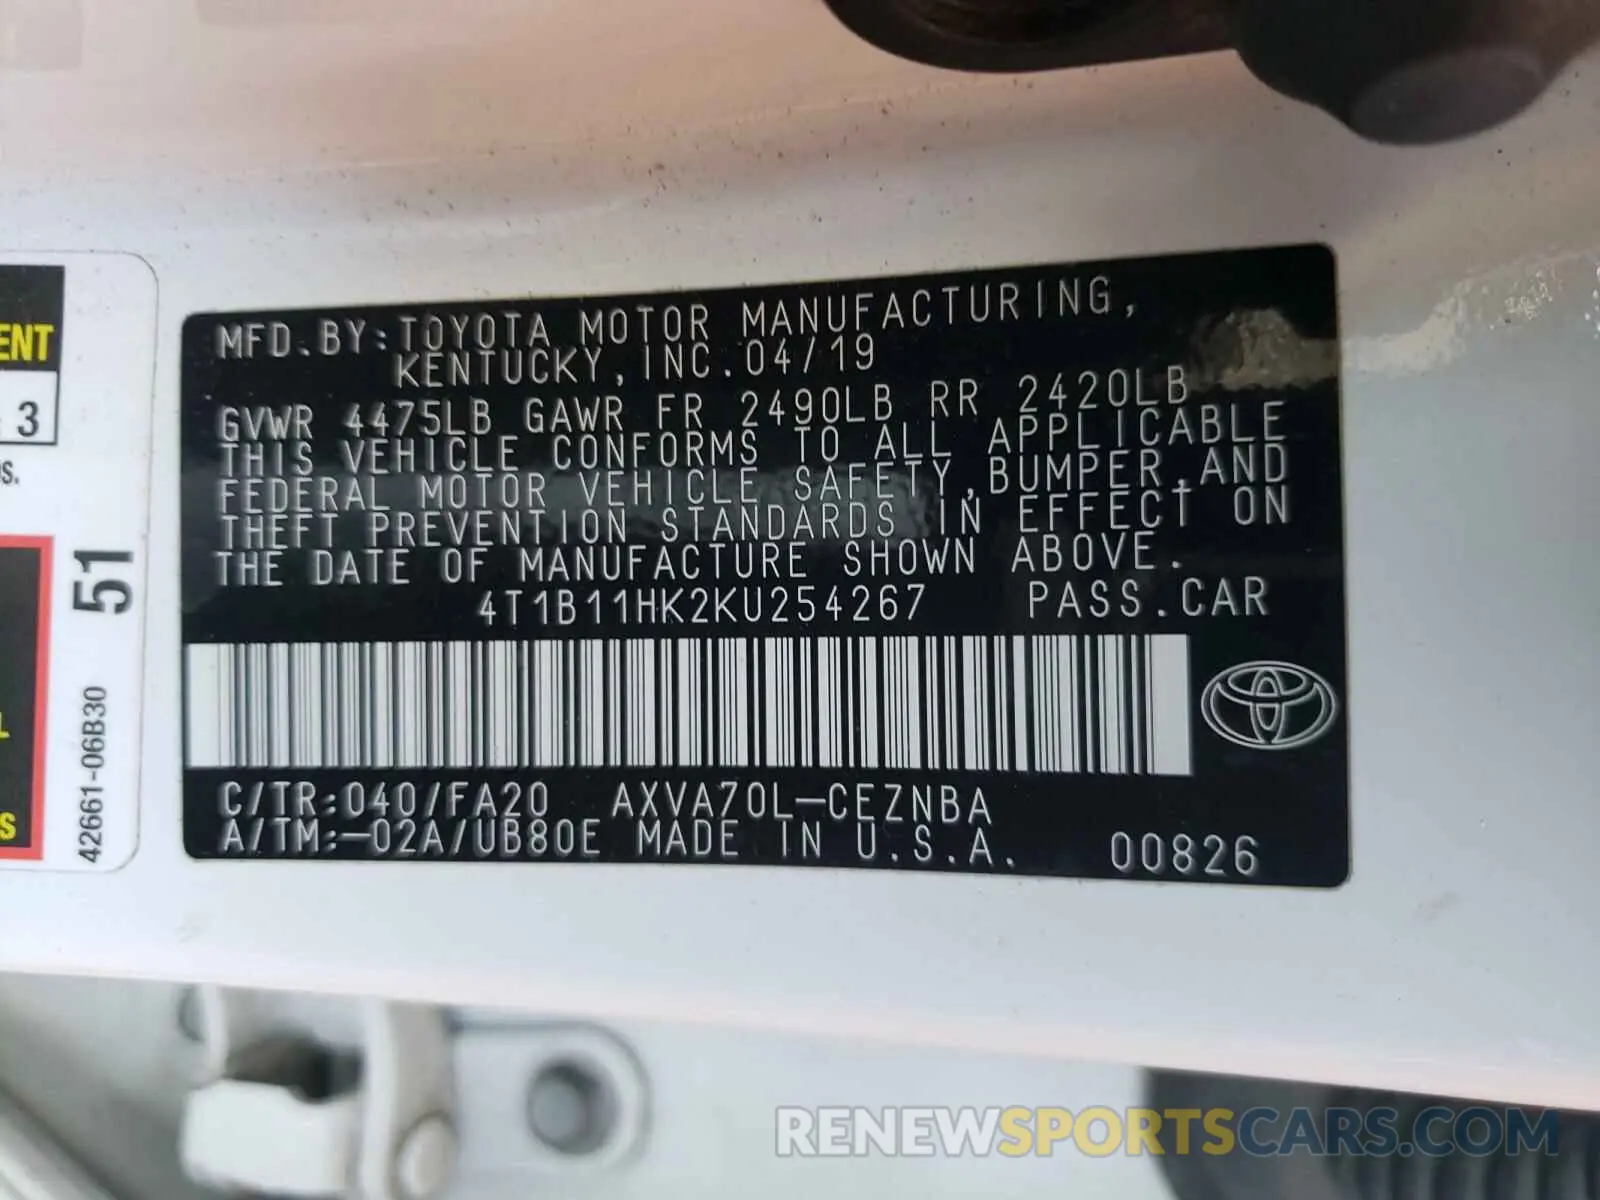 MFD.BY:TOYOTA MOTOR MANUFACTURING,
KENTUCKY,INC.04/19
GVWR 4475LB GAWR FR 2490LB RR 2420LB
THIS VEHICLE CONFORMS TO ALL APPLICABLE
FEDERAL MOTOR VEHICLE SAFETY,BUMPER,AND
THEFT PREVENTION STANDARDS IN EFFECT ON
THE DATE OF MANUFACTURE SHOWN ABOVE.
4T1B11HK2KU254267 PASS.CAR
C/TR:040/FA20 AXVA70L-CEZNBA
A/TM:-02A/UB80E MADE IN U.S.A. 00826
3
51
42661-06B30
RENEWSPORTSCARS.COM